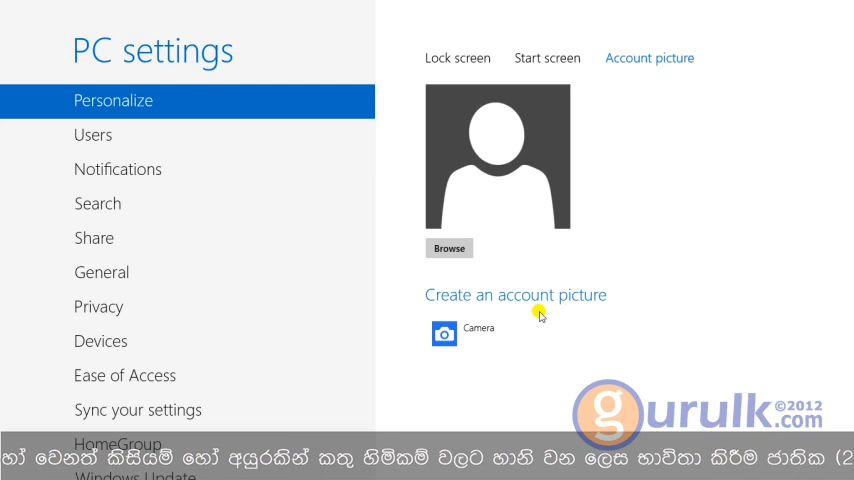 PC settings
Personalize
Users
Notifications
Search
Share
General
Privacy
Devices
Ease of Access
Sync your settings
HomeGroup
Windows Update
Lock screen Start screen Account picture
Browse
Create an account picture
Camera
gurulk ©2012
.com
හෝ වෙනත් කිසියම් හෝ අයුරකින් කතු හිමිකම් වලට හානි වන ලෙස භාවිතා කිරීම ජාතික (2